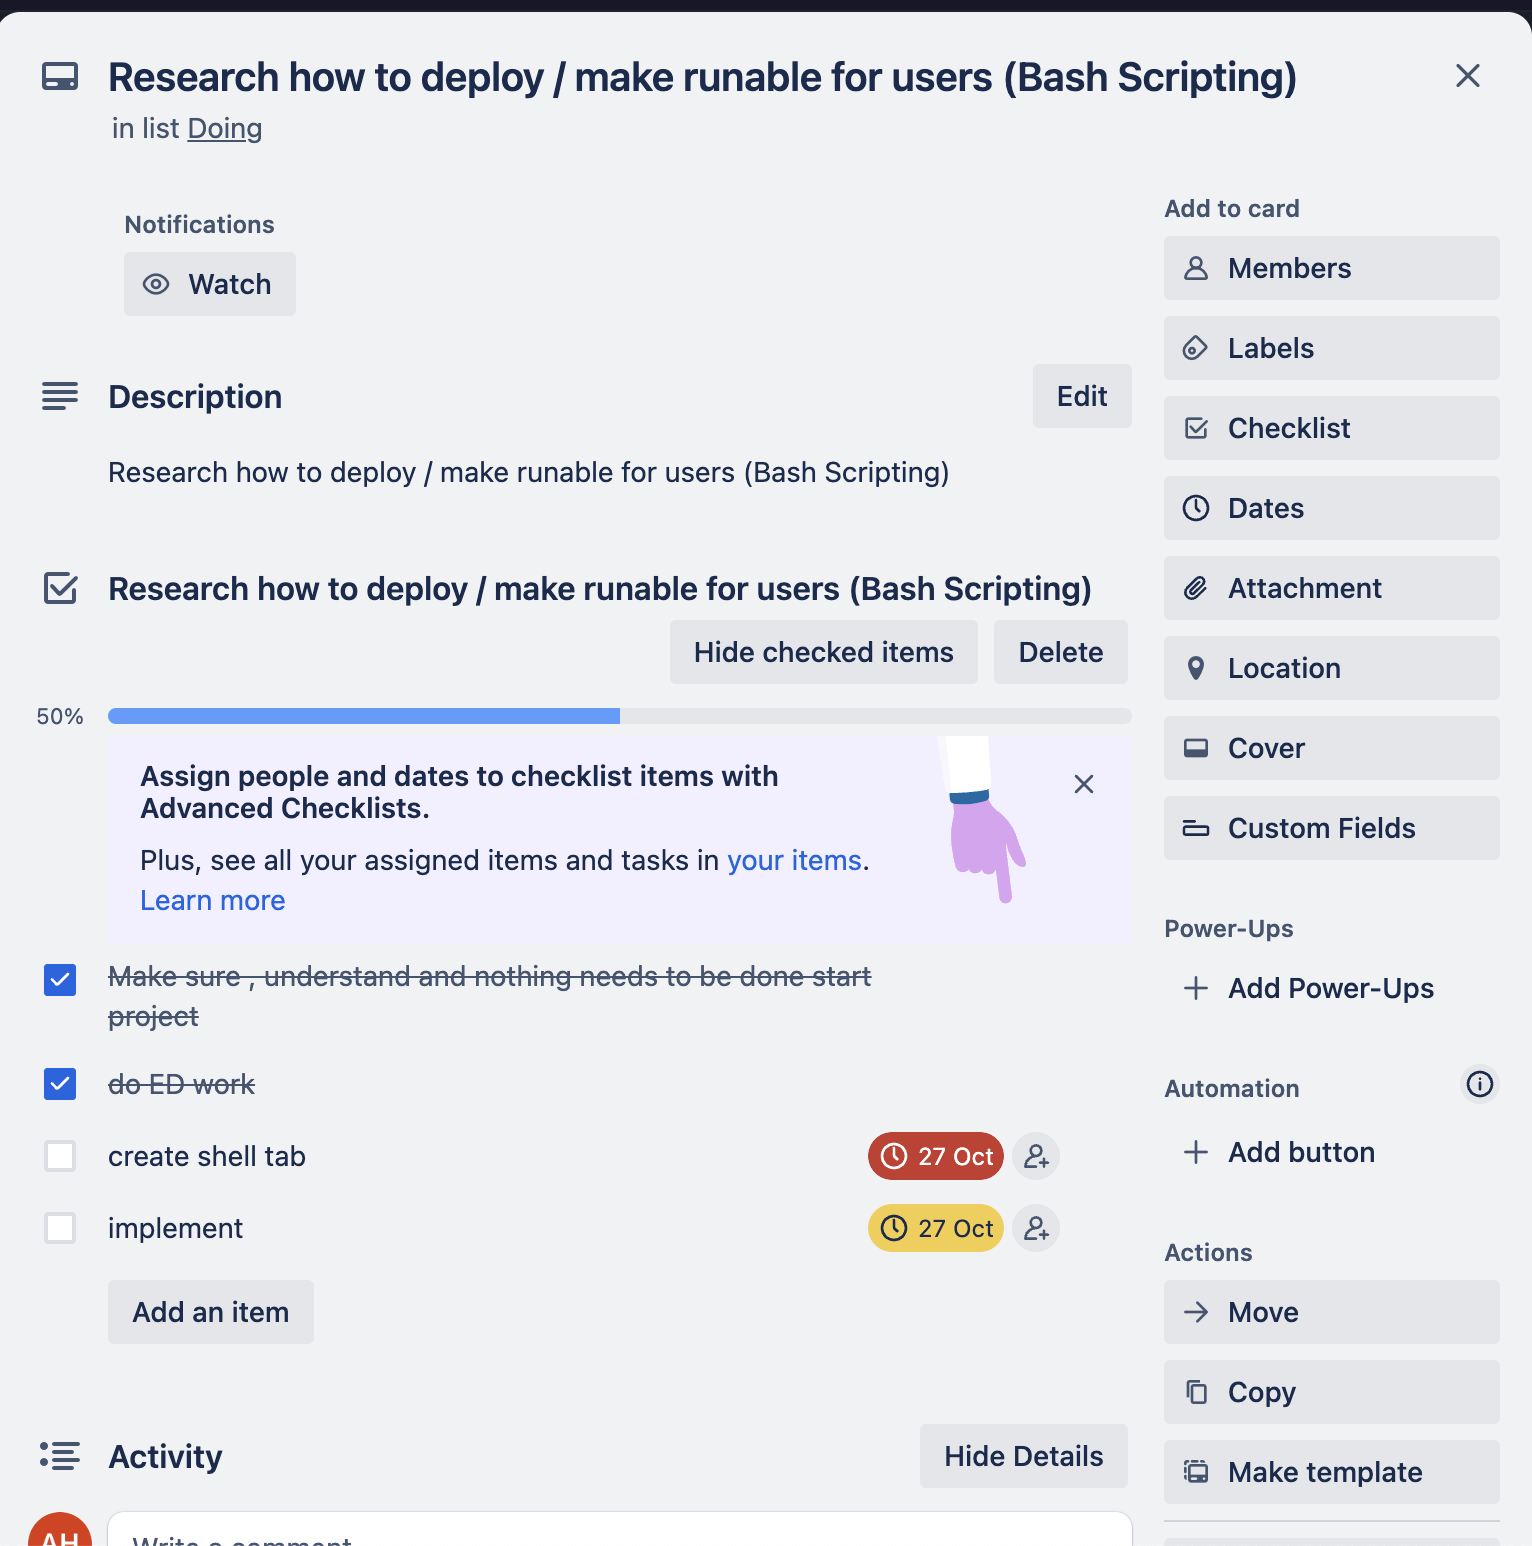 Research how to deploy / make runable for users (Bash Scripting)
in list Doing
Notifications
Watch
Description
Edit
Research how to deploy / make runable for users (Bash Scripting)
Research how to deploy / make runable for users (Bash Scripting)
Hide checked items
Delete
50%
Assign people and dates to checklist items with
Advanced Checklists.
Plus, see all your assigned items and tasks in your items.
Learn more
Make sure , understand and nothing needs to be done start
project
do ED work
create shell tab
27 Oct
implement
27 Oct
Add an item
Activity
Hide Details
AH
Write a comment
Add to card
Members
Labels
Checklist
Dates
Attachment
Location
Cover
Custom Fields
Power-Ups
Add Power-Ups
Automation
Add button
Actions
Move
Copy
Make template